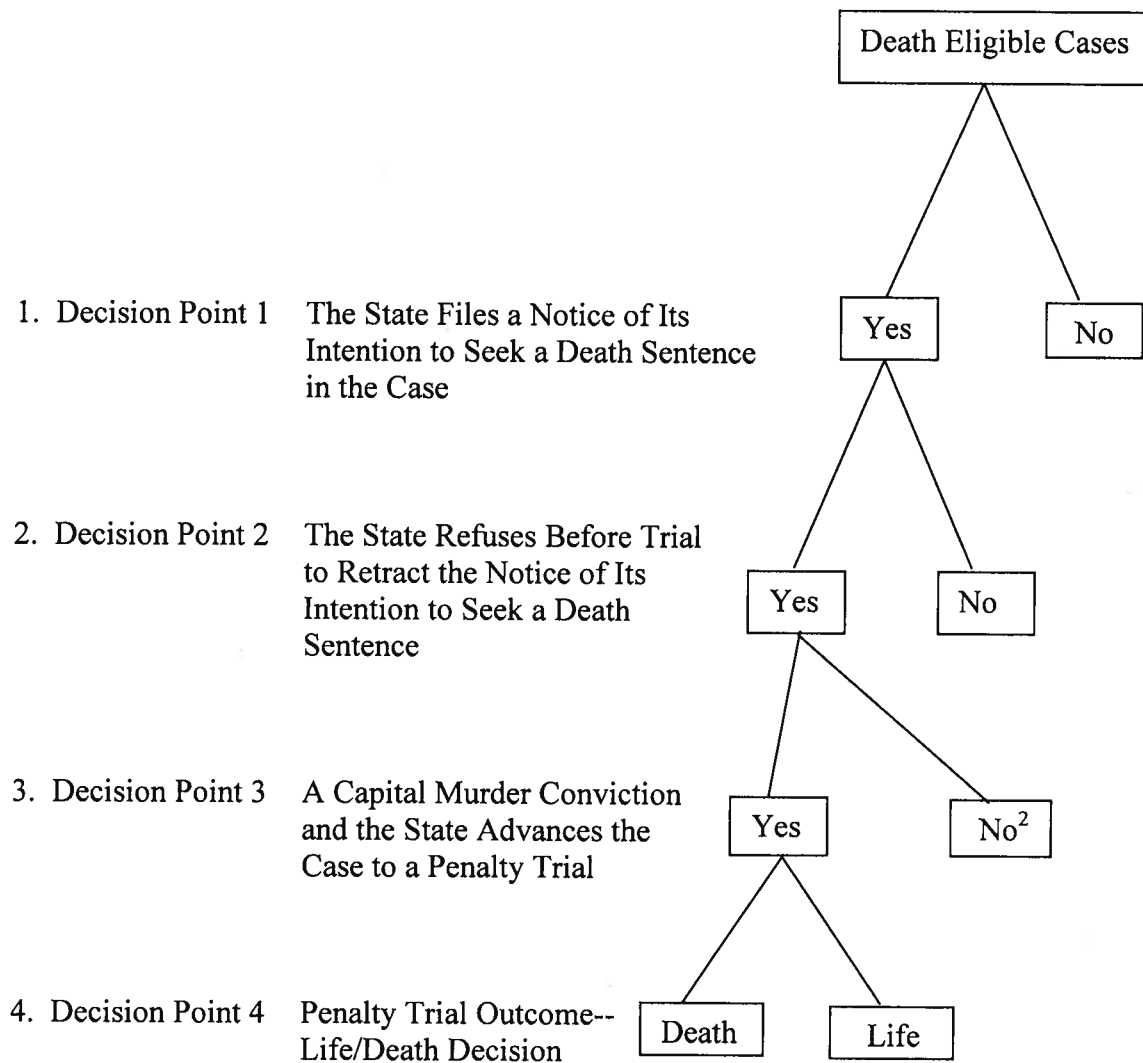 Death Eligible Cases
1. Decision Point 1 The State Files a Notice of Its
Intention to Seek a Death Sentence
in the Case
Yes
No
2. Decision Point 2 The State Refuses Before Trial
to Retract the Notice of Its
Intention to Seek a Death
Sentence
Yes
No
3. Decision Point 3 A Capital Murder Conviction
and the State Advances the
Case to a Penalty Trial
Yes
No²
4. Decision Point 4 Penalty Trial Outcome--
Life/Death Decision
Death
Life